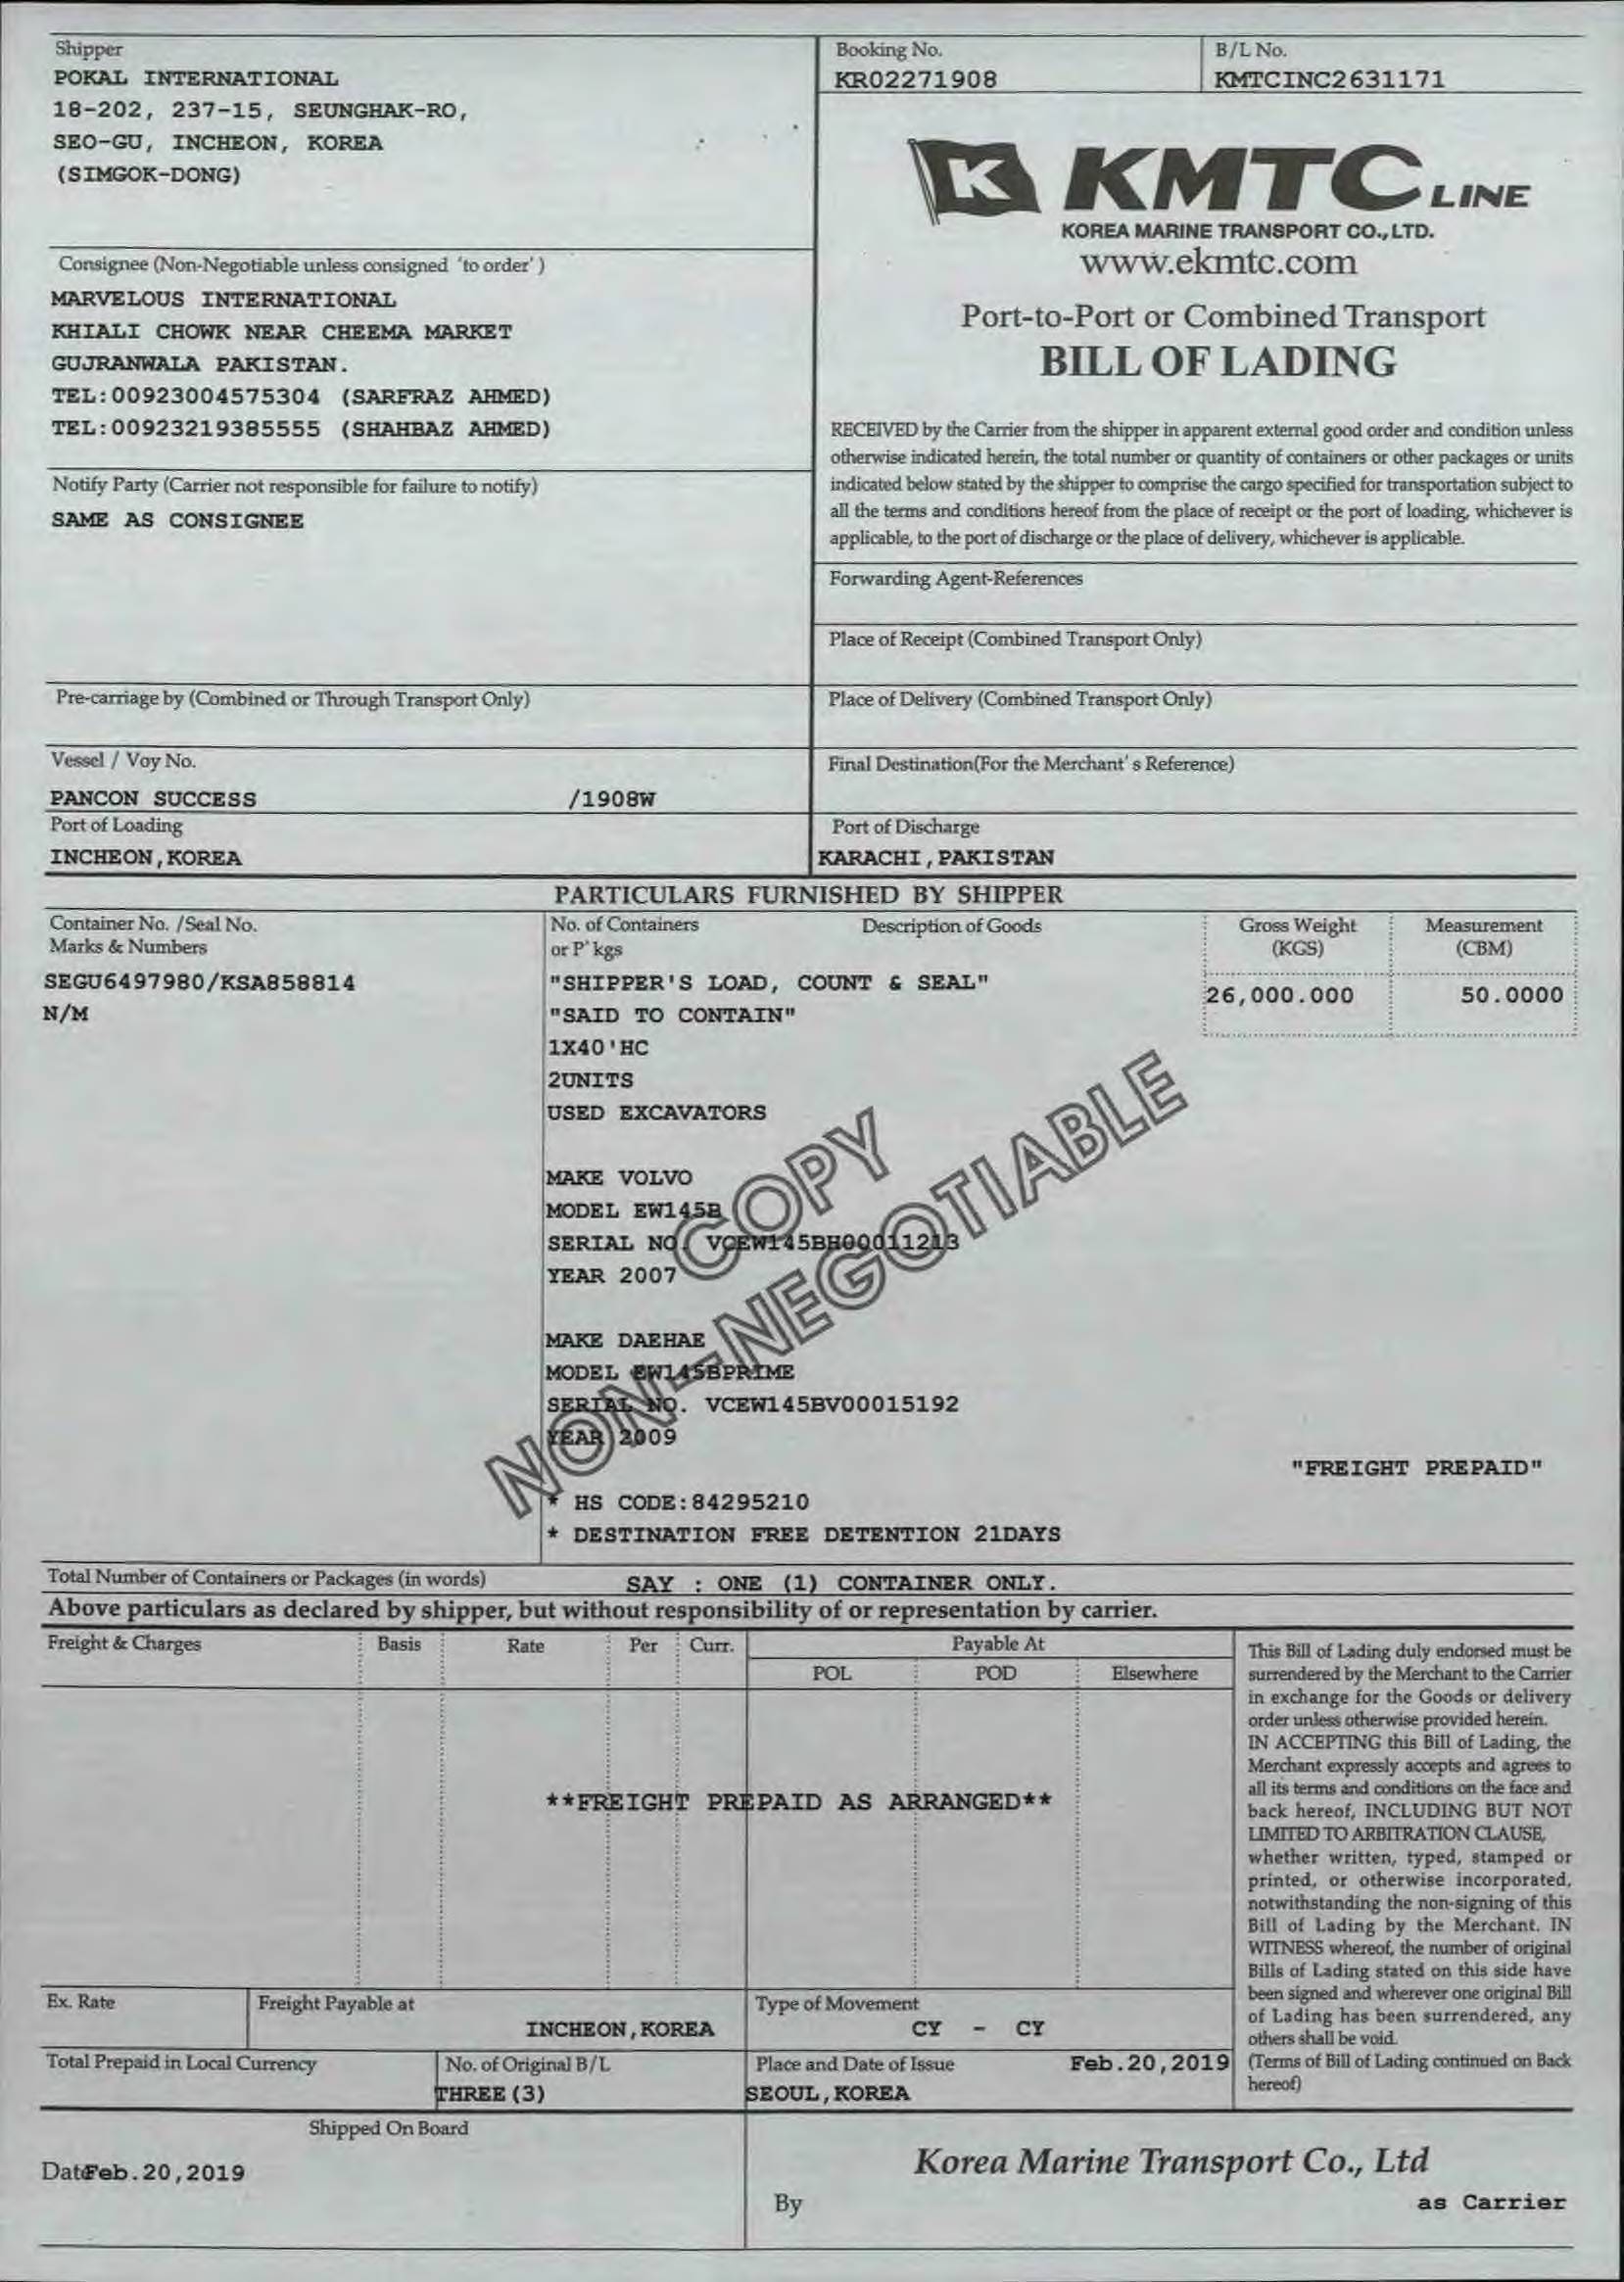 Shipper
POKAL INTERNATIONAL
18-202, 237-15, SEUNGHAK-RO,
SEO-GU, INCHEON, KOREA
(SIMGOK-DONG)
Booking No.
KR02271908
B/L No.
KMTCINC2631171
K KMTC LINE
KOREA MARINE TRANSPORT CO., LTD.
www.ekmtc.com
Port-to-Port or Combined Transport
BILL OF LADING
Consignee (Non-Negotiable unless consigned 'to order')
MARVELOUS INTERNATIONAL
KHIALI CHOWK NEAR CHEEMA MARKET
GUJRANWALA PAKISTAN.
TEL:00923004575304 (SARFRAZ AHMED)
TEL:00923219385555 (SHAHBAZ AHMED)
RECEIVED by the Carrier from the shipper in apparent external good order and condition unless
otherwise indicated herein, the total number or quantity of containers or other packages or units
indicated below stated by the shipper to comprise the cargo specified for transportation subject to
all the terms and conditions hereof from the place of receipt or the port of loading, whichever is
applicable, to the port of discharge or the place of delivery, whichever is applicable.
Notify Party (Carrier not responsible for failure to notify)
SAME AS CONSIGNEE
Forwarding Agent-References
Place of Receipt (Combined Transport Only)
Pre-carriage by (Combined or Through Transport Only)
Place of Delivery (Combined Transport Only)
Vessel / Voy No.
PANCON SUCCESS /1908W
Final Destination(For the Merchant's Reference)
Port of Loading
INCHEON,KOREA
Port of Discharge
KARACHI,PAKISTAN
PARTICULARS FURNISHED BY SHIPPER
Container No. /Seal No.
Marks & Numbers
No. of Containers
or P'kgs
Description of Goods
Gross Weight
(KGS)
Measurement
(CBM)
SEGU6497980/KSA858814
N/M
"SHIPPER'S LOAD, COUNT & SEAL"
"SAID TO CONTAIN"
1X40'HC
2UNITS
USED EXCAVATORS
26,000.000
50.0000
MAKE VOLVO
MODEL EW145B
SERIAL NO. VCEW145BH00011213
YEAR 2007
MAKE DAEHAE
MODEL EW145BPRIME
SERIAL NO. VCEW145BV00015192
YEAR 2009
COPY
NON-NEGOTIABLE
"FREIGHT PREPAID"
* HS CODE:84295210
* DESTINATION FREE DETENTION 21DAYS
Total Number of Containers or Packages (in words)
SAY : ONE (1) CONTAINER ONLY.
Above particulars as declared by shipper, but without responsibility of or representation by carrier.
Freight & Charges
Basis
Rate
Per
Curr.
Payable At
POL
POD
Elsewhere
**FREIGHT PREPAID AS ARRANGED**
This Bill of Lading duly endorsed must be
surrendered by the Merchant to the Carrier
in exchange for the Goods or delivery
order unless otherwise provided herein.
IN ACCEPTING this Bill of Lading, the
Merchant expressly accepts and agrees to
all its terms and conditions on the face and
back hereof, INCLUDING BUT NOT
LIMITED TO ARBITRATION CLAUSE,
whether written, typed, stamped or
printed, or otherwise incorporated,
notwithstanding the non-signing of this
Bill of Lading by the Merchant. IN
WITNESS whereof, the number of original
Bills of Lading stated on this side have
been signed and wherever one original Bill
of Lading has been surrendered, any
others shall be void.
(Terms of Bill of Lading continued on Back
hereof)
Ex. Rate
Freight Payable at
INCHEON,KOREA
Type of Movement
CY - CY
Total Prepaid in Local Currency
No. of Original B/L
THREE(3)
Place and Date of Issue
Feb.20,2019
SEOUL,KOREA
Shipped On Board
Date Feb.20,2019
Korea Marine Transport Co., Ltd
By
as Carrier